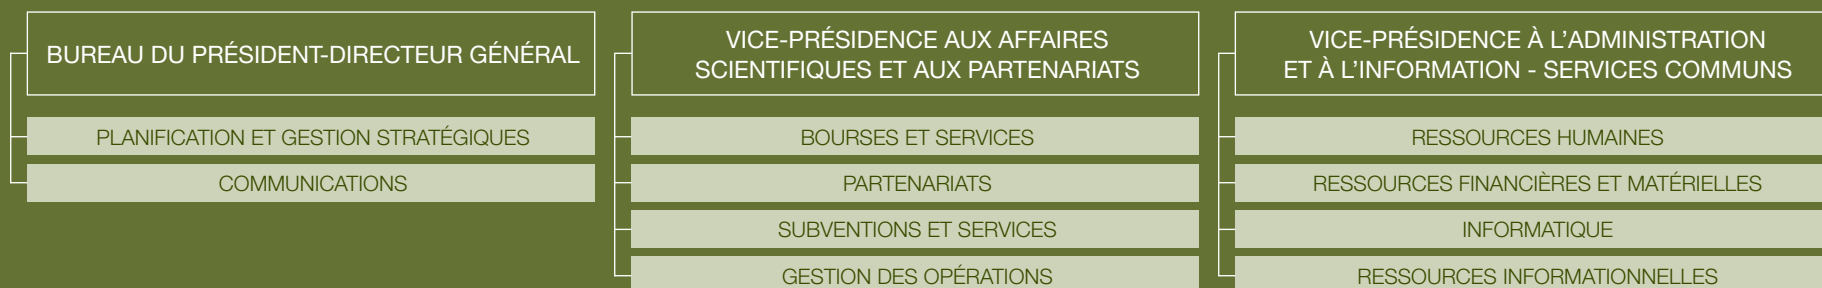 BUREAU DU PRÉSIDENT-DIRECTEUR GÉNÉRAL
PLANIFICATION ET GESTION STRATÉGIQUES
COMMUNICATIONS
VICE-PRÉSIDENCE AUX AFFAIRES
SCIENTIFIQUES ET AUX PARTENARIATS
BOURSES ET SERVICES
PARTENARIATS
SUBVENTIONS ET SERVICES
GESTION DES OPÉRATIONS
VICE-PRÉSIDENCE À L’ADMINISTRATION
ET À L’INFORMATION - SERVICES COMMUNS
RESSOURCES HUMAINES
RESSOURCES FINANCIÈRES ET MATÉRIELLES
INFORMATIQUE
RESSOURCES INFORMATIONNELLES